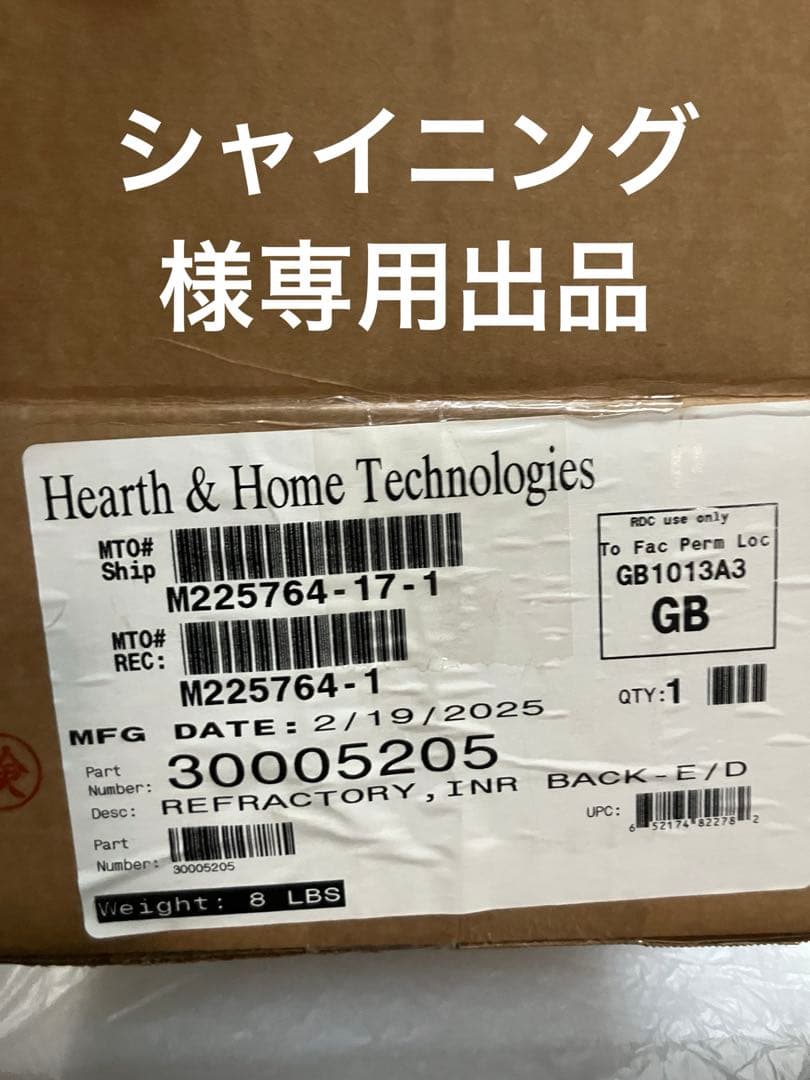 シャイニング
様専用出品
Hearth & Home Technologies
MTO#
Ship
M225764-17-1
MTO#
REC:
M225764-1
RDC use only
To Fac Perm Loc
GB1013A3
GB
QTY:1
MFG DATE: 2/19/2025
Part
Number: 30005205
Desc: REFRACTORY,INR BACK-E/D
UPC:
6 52174 82278 2
Part
Number: 30005205
Weight: 8 LBS